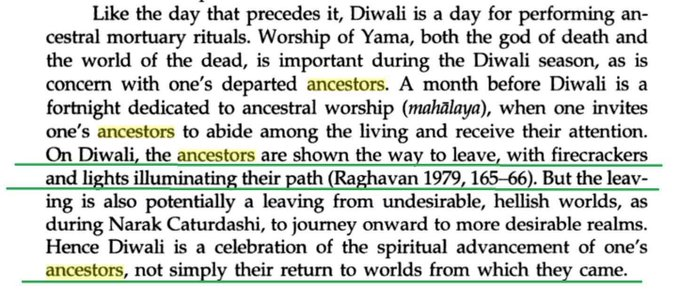 Like the day that precedes it, Diwali is a day for performing an-
cestral mortuary rituals. Worship of Yama, both the god of death and
the world of the dead, is important during the Diwali season, as is
concern with one's departed ancestors. A month before Diwali is a
fortnight dedicated to ancestral worship (mahālaya), when one invites
one's ancestors to abide among the living and receive their attention.
On Diwali, the ancestors are shown the way to leave, with firecrackers
and lights illuminating their path (Raghavan 1979, 165–66). But the leav-
ing is also potentially a leaving from undesirable, hellish worlds, as
during Narak Caturdashi, to journey onward to more desirable realms.
Hence Diwali is a celebration of the spiritual advancement of one's
ancestors, not simply their return to worlds from which they came.